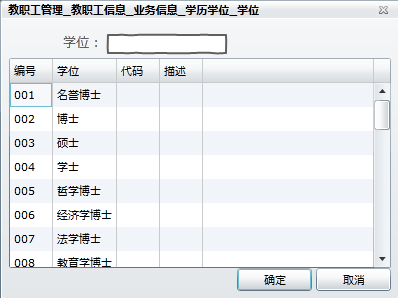 教职工管理_教职工信息_业务信息_学历学位_学位
学位：
编号 学位 代码 描述
001 名誉博士
002 博士
003 硕士
004 学士
005 哲学博士
006 经济学博士
007 法学博士
008 教育学博士
确定 取消